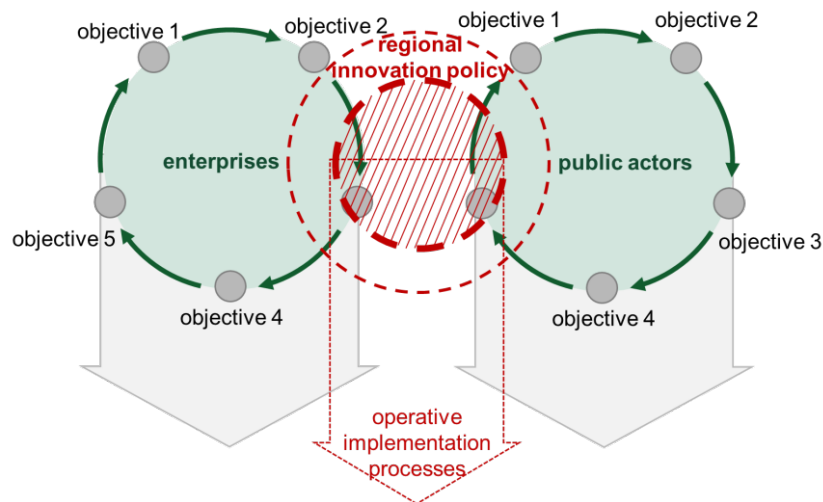 objective 1
objective 2
regional
innovation policy
objective 1
objective 2
enterprises
public actors
objective 5
objective 3
objective 4
objective 4
operative
implementation
processes